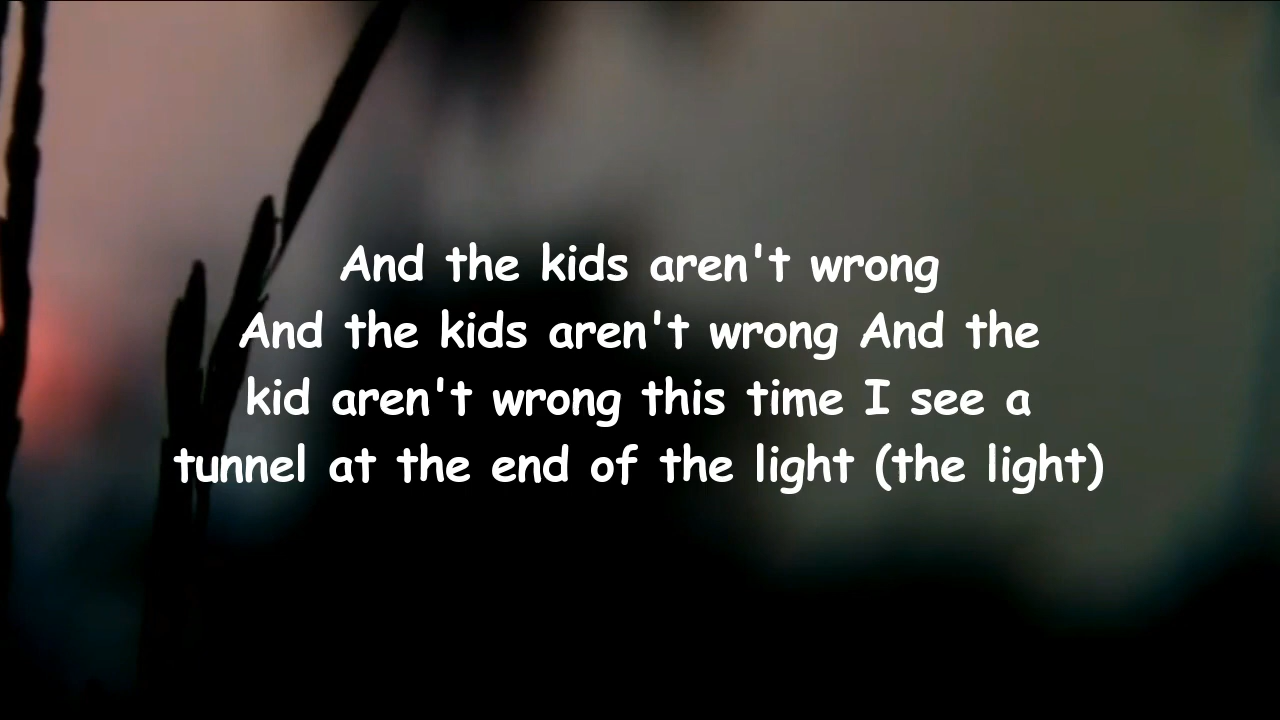 And the kids aren't wrong
And the kids aren't wrong And the
kid aren't wrong this time I see a
tunnel at the end of the light (the light)